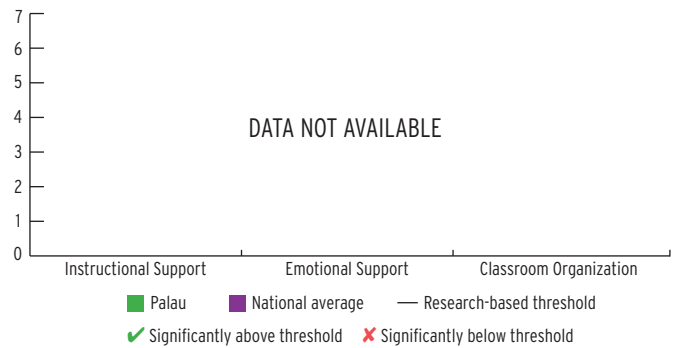 7
6
5
4
DATA NOT AVAILABLE
3
2
1
0
Instructional Support Emotional Support Classroom Organization
Palau National average Research-based threshold
Significantly above threshold Significantly below threshold